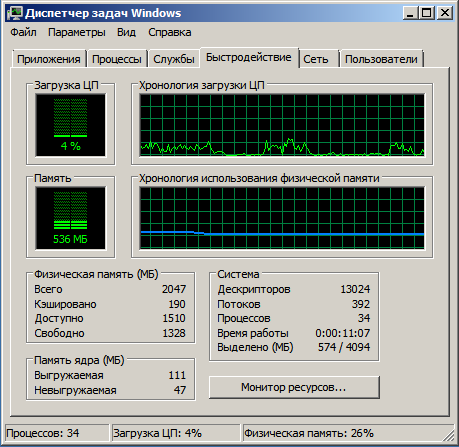 Диспетчер задач Windows
Файл Параметры Вид Справка
Приложения Процессы Службы Быстродействие Сеть Пользователи
Загрузка ЦП
4 %
Хронология загрузки ЦП
Память
536 МБ
Хронология использования физической памяти
Физическая память (МБ)
Всего 2047
Кэшировано 190
Доступно 1510
Свободно 1328
Память ядра (МБ)
Выгружаемая 111
Невыгружаемая 47
Система
Дескрипторов 13024
Потоков 392
Процессов 34
Время работы 0:00:11:07
Выделено (МБ) 574 / 4094
Монитор ресурсов...
Процессов: 34 Загрузка ЦП: 4% Физическая память: 26%